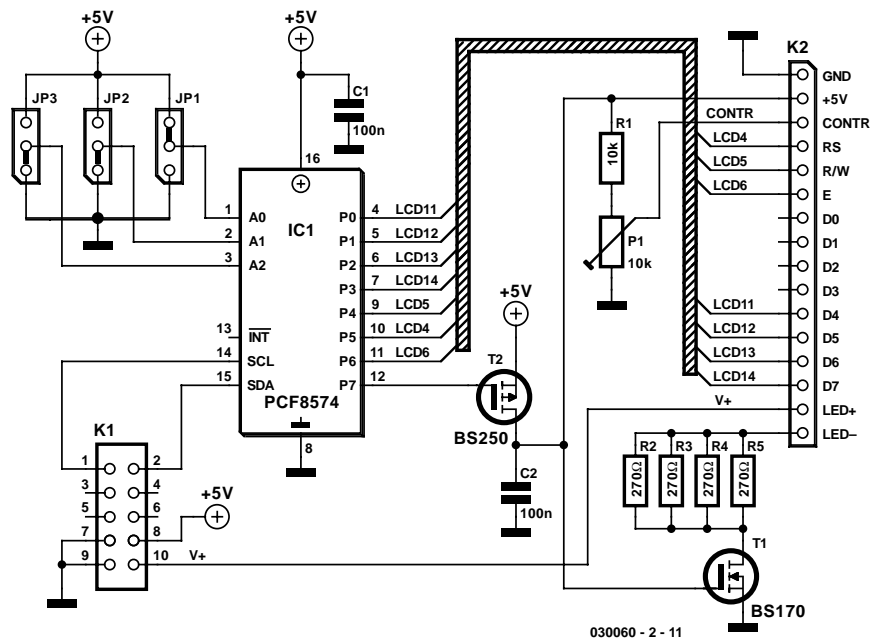 +5V
+5V
K2
JP3
JP2
JP1
C1
100n
GND
+5V
CONTR
CONTR
R1
10k
LCD4
RS
LCD5
R/W
LCD6
E
16
IC1
1
A0
P0
4
LCD11
D0
2
A1
P1
5
LCD12
P1
10k
D1
3
A2
P2
6
LCD13
D2
P3
7
LCD14
D3
P4
9
LCD5
+5V
LCD11
D4
13
INT
P5
10
LCD4
LCD12
D5
14
SCL
P6
11
LCD6
T2
LCD13
D6
15
SDA
P7
12
LCD14
D7
PCF8574
V+
LED+
K1
8
BS250
LED–
1
2
R2
R3
R4
R5
270Ω
270Ω
270Ω
270Ω
3
4
C2
100n
+5V
5
6
7
8
T1
9
10
V+
BS170
030060 - 2 - 11